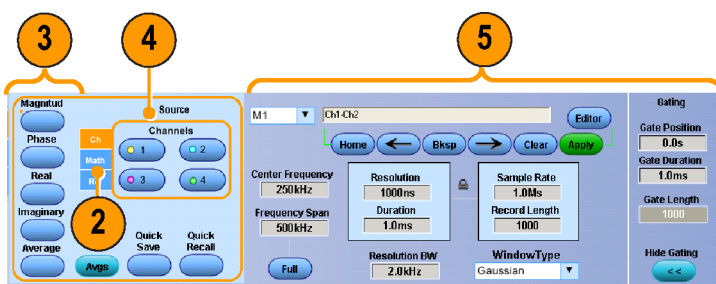 3
4
5
Magnitud
Phase
Real
Imaginary
Average
Source
Ch
Math
Channels
1
2
3
4
2
Avgs
Quick
Save
Quick
Recall
M1
Ch1-Ch2
Editor
Home
Bksp
Clear
Apply
Center Frequency
250kHz
Frequency Span
500kHz
Full
Resolution
1000ns
Duration
1.0ms
Resolution BW
2.0kHz
Sample Rate
1.0Ms
Record Length
1000
WindowType
Gaussian
Gating
Gate Position
0.0s
Gate Duration
1.0ms
Gate Length
1000
Hide Gating
<<